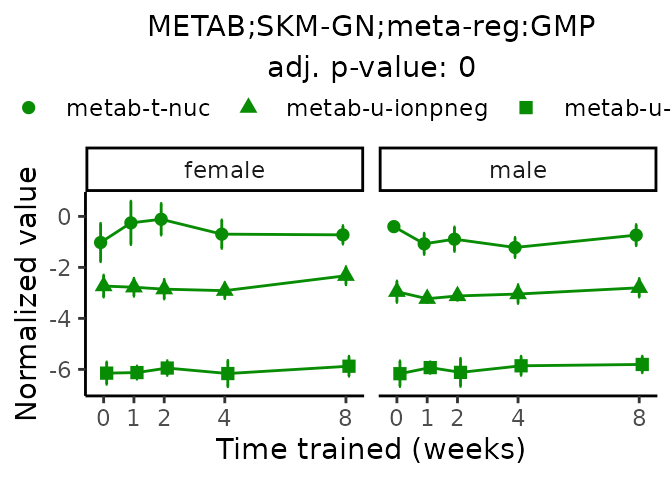 METAB;SKM-GN;meta-reg:GMP
adj. p-value: 0
metab-t-nuc metab-u-ionpneg metab-u-
female male
Normalized value
0
-2
-4
-6
0 1 2 4 8 0 1 2 4 8
Time trained (weeks)